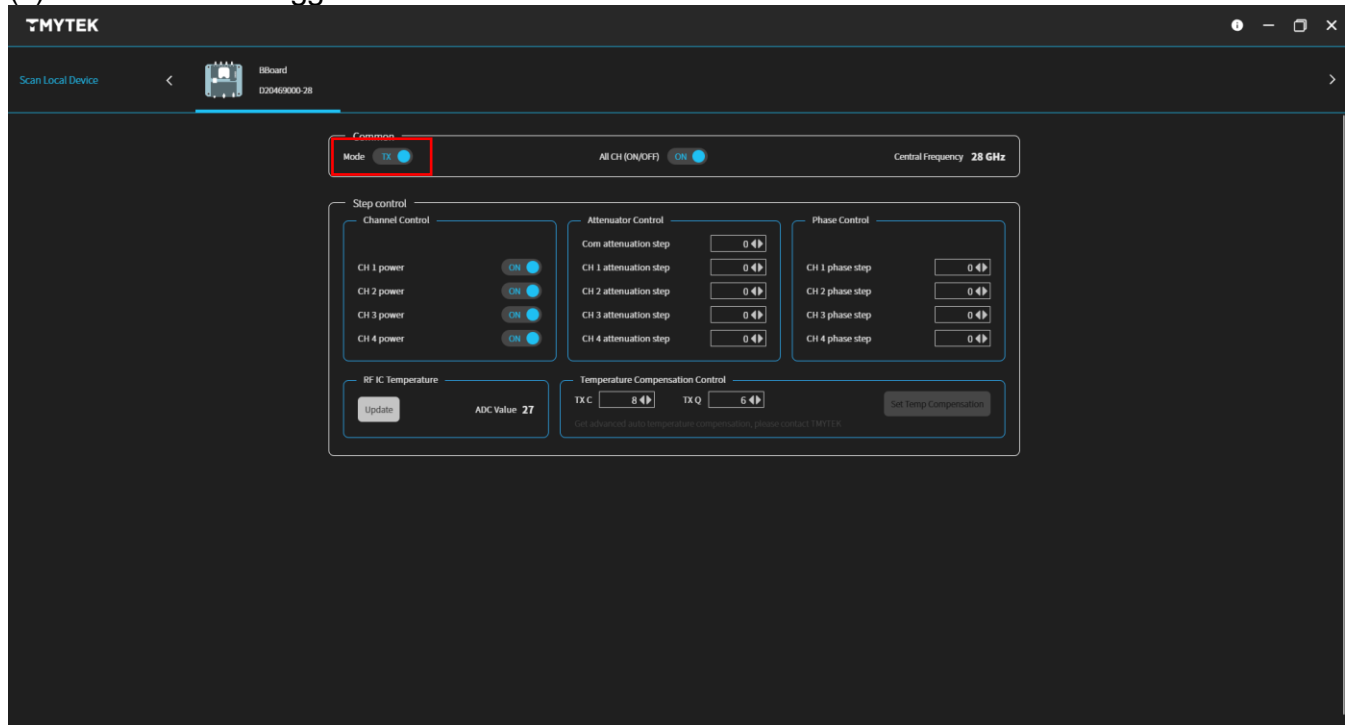 TMYTEK
Scan Local Device
BBoard
D20469000-28
Common
Mode TX All CH (ON/OFF) ON Central Frequency 28 GHz
Step control
Channel Control Attenuator Control Phase Control
Com attenuation step 0
CH 1 power ON CH 1 attenuation step 0 CH 1 phase step 0
CH 2 power ON CH 2 attenuation step 0 CH 2 phase step 0
CH 3 power ON CH 3 attenuation step 0 CH 3 phase step 0
CH 4 power ON CH 4 attenuation step 0 CH 4 phase step 0
RF IC Temperature Temperature Compensation Control
Update ADC Value 27 TX C 8 TX Q 6 Set Temp Compensation
Get advanced auto temperature compensation, please contact TMYTEK